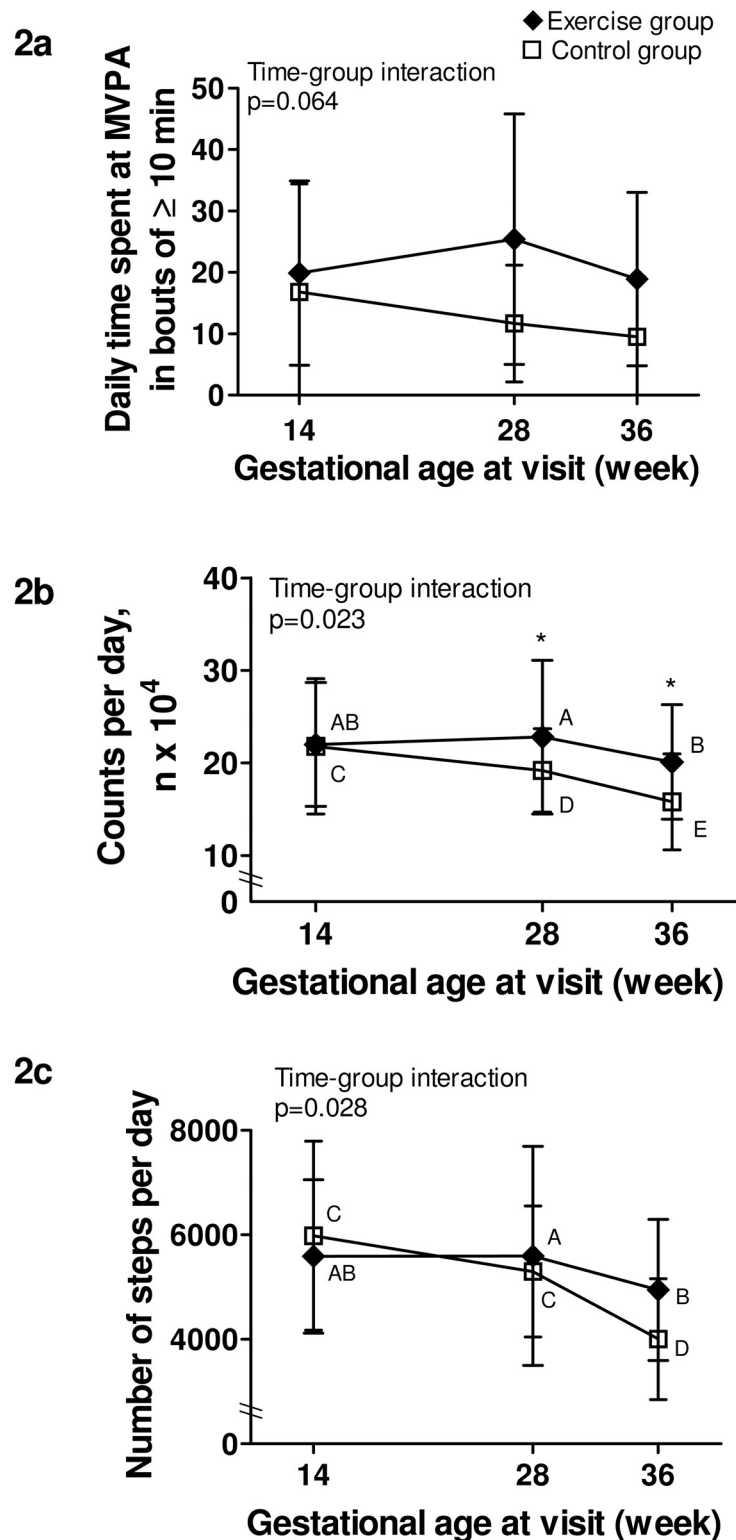 2a
Exercise group
Control group
Time-group interaction
p=0.064
Daily time spent at MVPA
in bouts of ≥ 10 min
50
40
30
20
10
0
14 28 36
Gestational age at visit (week)
2b
Time-group interaction
p=0.023
Counts per day,
n x 10⁴
40
30
20
10
0
*
*
AB
A
B
C
D
E
14 28 36
Gestational age at visit (week)
2c
Time-group interaction
p=0.028
Number of steps per day
8000
6000
4000
0
C
A
AB
C
B
D
14 28 36
Gestational age at visit (week)